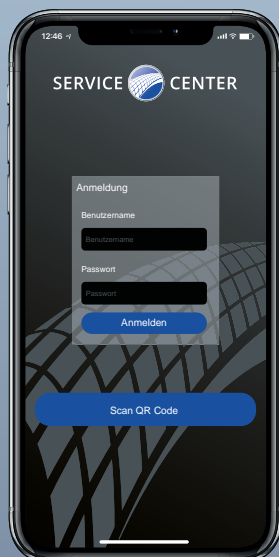 12:46
SERVICE CENTER
Anmeldung
Benutzername
Benutzername
Passwort
Passwort
Anmelden
Scan QR Code